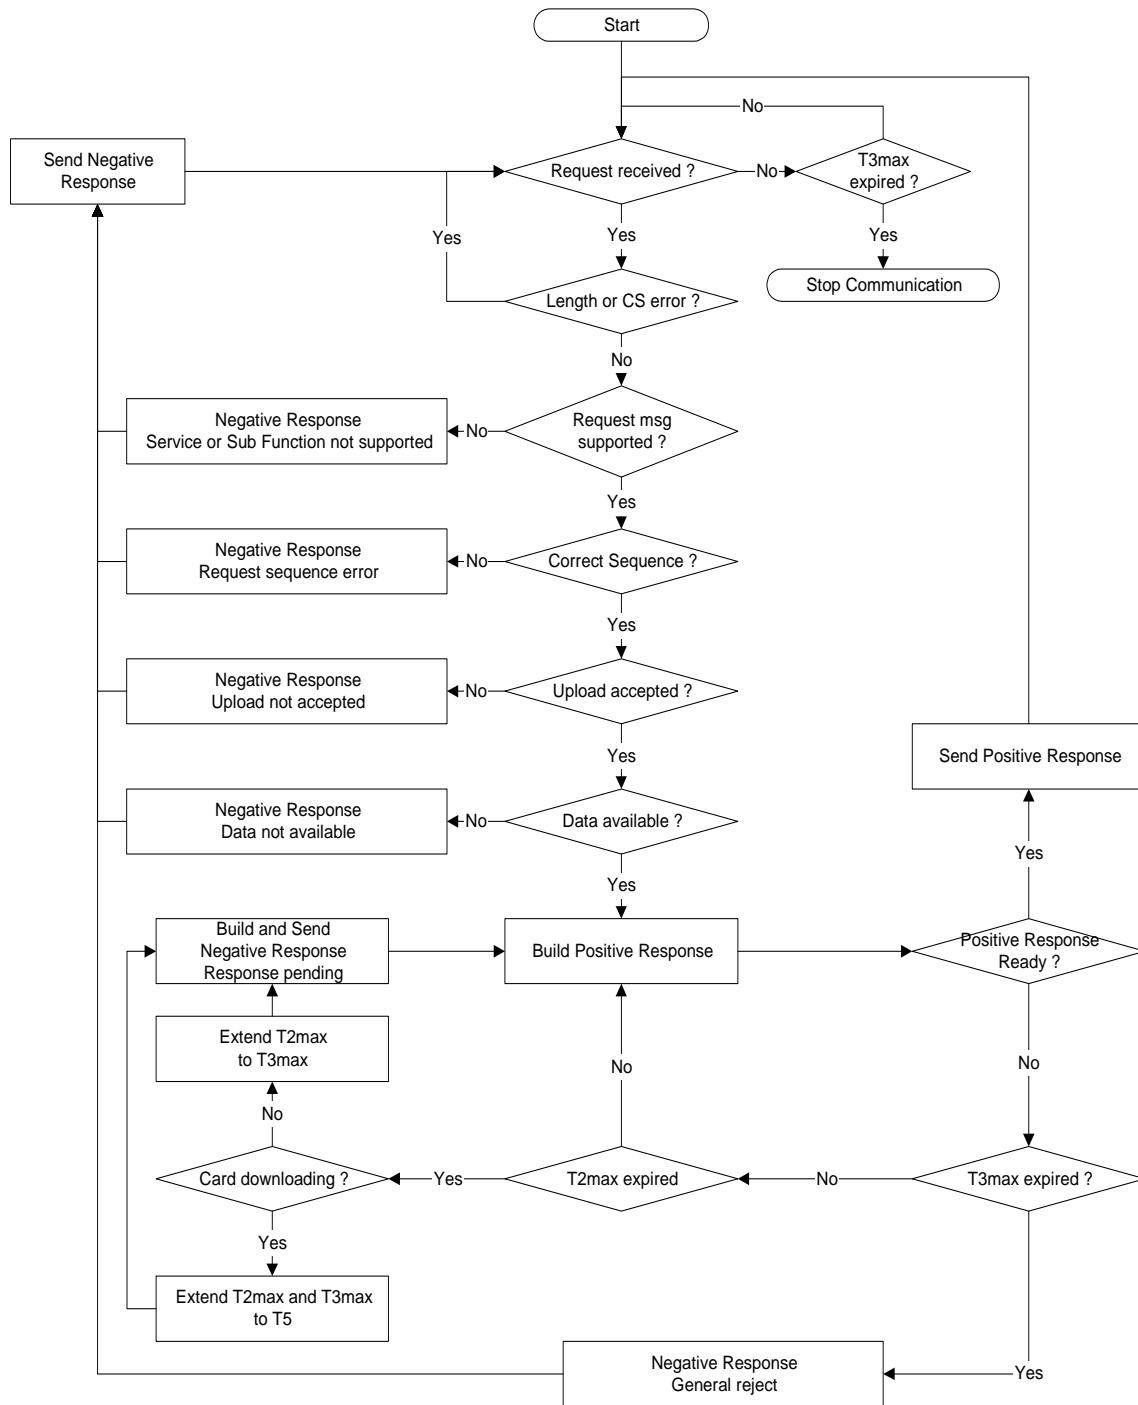 Start
No
Send Negative
Response
Request received ?
No
T3max
expired ?
Yes
Yes
Yes
Stop Communication
Length or CS error ?
No
Negative Response
Service or Sub Function not supported
No
Request msg
supported ?
Yes
Negative Response
Request sequence error
No
Correct Sequence ?
Yes
Negative Response
Upload not accepted
No
Upload accepted ?
Yes
Send Positive Response
Negative Response
Data not available
No
Data available ?
Yes
Yes
Build and Send
Negative Response
Response pending
Build Positive Response
Positive Response
Ready ?
Extend T2max
to T3max
No
No
No
Card downloading ?
Yes
T2max expired
No
T3max expired ?
Yes
Extend T2max and T3max
to T5
Negative Response
General reject
Yes